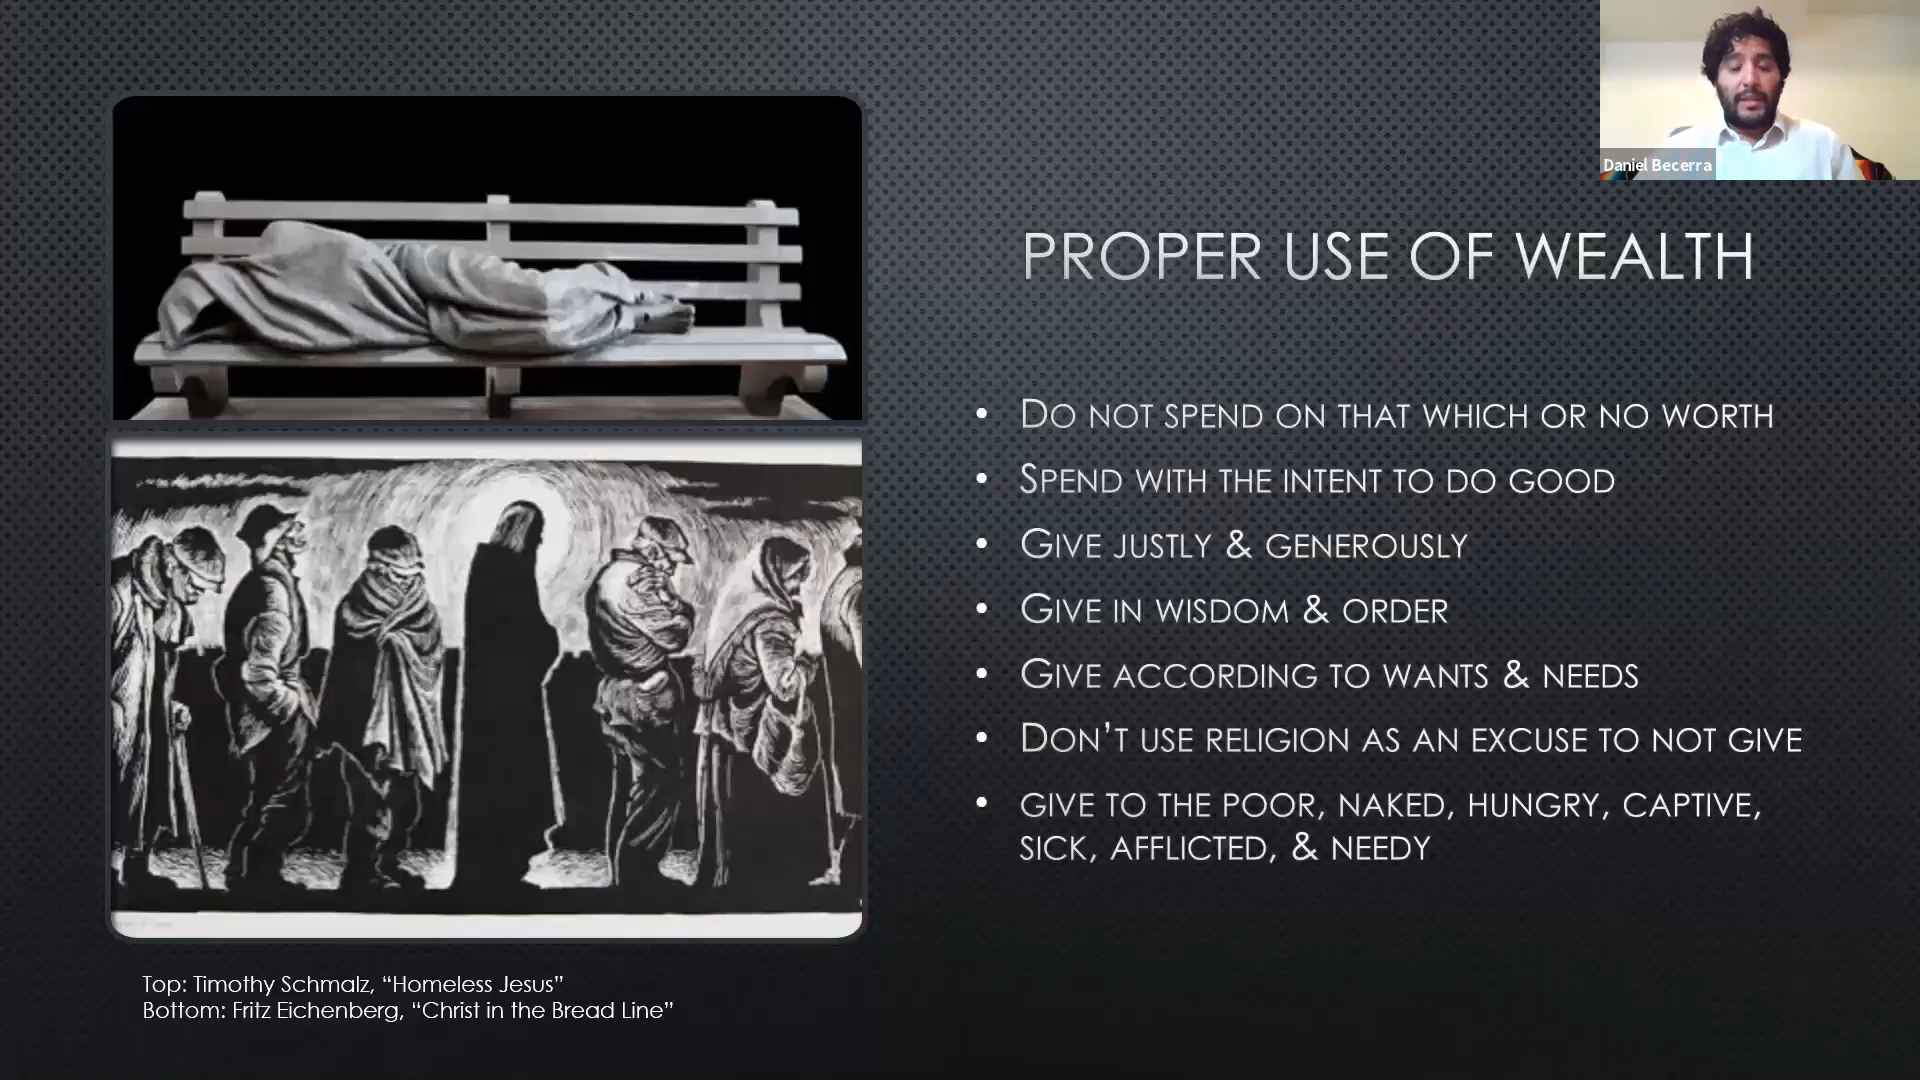 Daniel Becerra
PROPER USE OF WEALTH
• DO NOT SPEND ON THAT WHICH OR NO WORTH
• SPEND WITH THE INTENT TO DO GOOD
• GIVE JUSTLY & GENEROUSLY
• GIVE IN WISDOM & ORDER
• GIVE ACCORDING TO WANTS & NEEDS
• DON’T USE RELIGION AS AN EXCUSE TO NOT GIVE
• GIVE TO THE POOR, NAKED, HUNGRY, CAPTIVE,
SICK, AFFLICTED, & NEEDY
Top: Timothy Schmalz, “Homeless Jesus”
Bottom: Fritz Eichenberg, “Christ in the Bread Line”